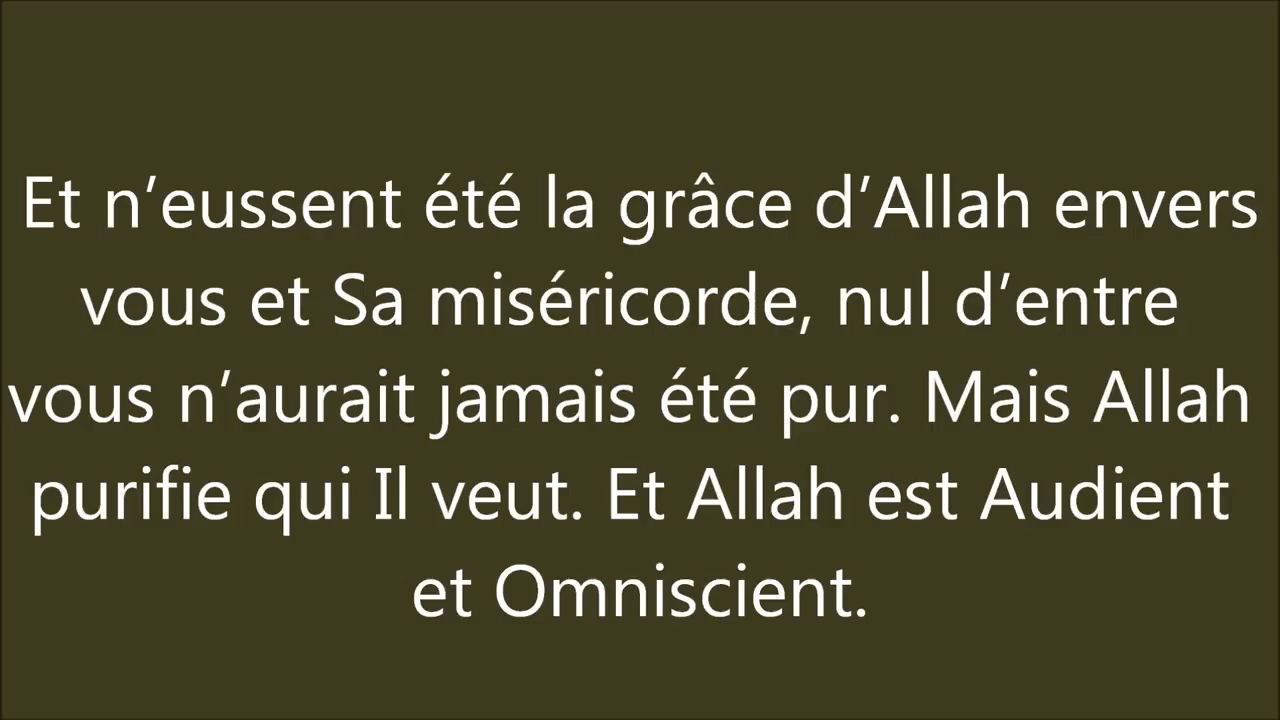 Et n’eussent été la grâce d’Allah envers
vous et Sa miséricorde, nul d’entre
vous n’aurait jamais été pur. Mais Allah
purifie qui Il veut. Et Allah est Audient
et Omniscient.